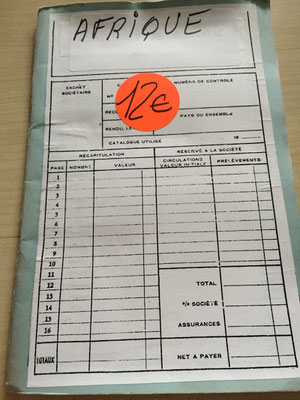 AFRIQUE
CACHET
SOCIÉTAIRE
NUMÉRO DE CONTROLE
12€
PAYS OU ENSEMBLE
RENDU, LE
CATALOGUE UTILISÉ
19
RÉCAPITULATION
RÉSERVÉ A LA SOCIÉTÉ
PAGE NOMBRE VALEUR CIRCULATIONS VALEUR INITIALE PRÉLÈVEMENTS
1
2
3
4
5
6
7
8
9
10
11
12 TOTAL
13
14 % SOCIÉTÉ
15 ASSURANCES
16
TOTAUX NET A PAYER